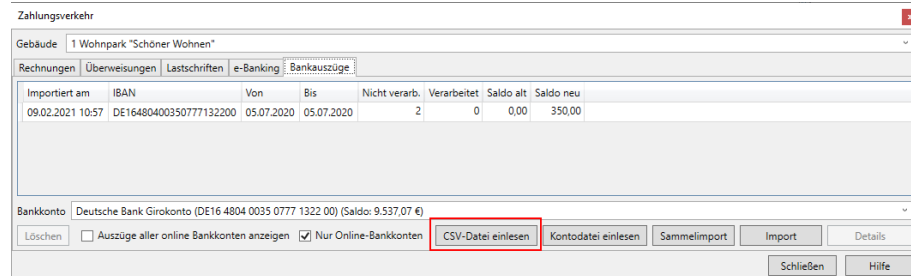 Zahlungsverkehr
Gebäude 1 Wohnpark "Schöner Wohnen"
Rechnungen Überweisungen Lastschriften e-Banking Bankauszüge
Importiert am IBAN Von Bis Nicht verarb. Verarbeitet Saldo alt Saldo neu
09.02.2021 10:57 DE16480400350777132200 05.07.2020 05.07.2020 2 0 0,00 350,00
Bankkonto Deutsche Bank Girokonto (DE16 4804 0035 0777 1322 00) (Saldo: 9.537,07 €)
Löschen Auszüge aller online Bankkonten anzeigen Nur Online-Bankkonten CSV-Datei einlesen Kontodatei einlesen Sammelimport Import Details
Schließen Hilfe